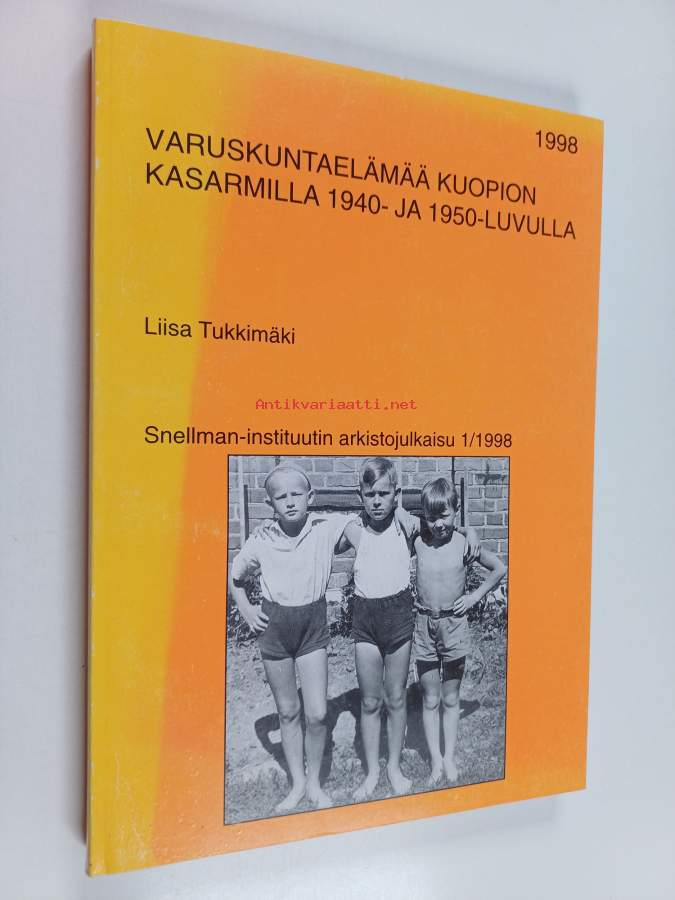 1998
VARUSKUNTAELÄMÄÄ KUOPION
KASARMILLA 1940- JA 1950-LUVULLA
Liisa Tukkimäki
Antikvariaatti.net
Snellman-instituutin arkistojulkaisu 1/1998